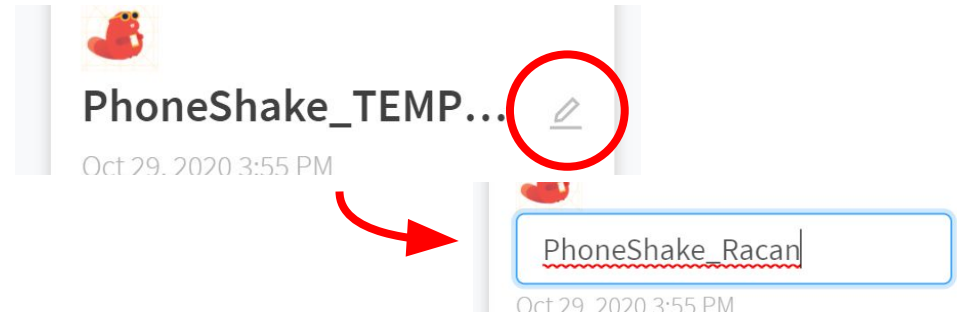 PhoneShake_TEMP...
Oct 29, 2020 3:55 PM
PhoneShake_Racan
Oct 29, 2020 3:55 PM